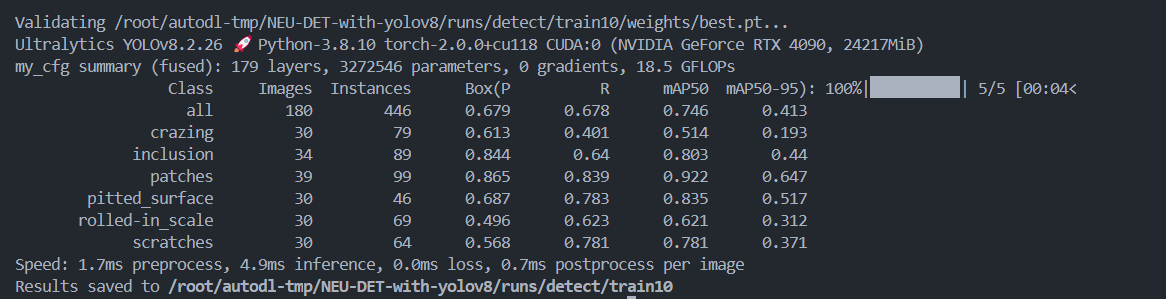 Validating /root/autodl-tmp/NEU-DET-with-yolov8/runs/detect/train10/weights/best.pt...
Ultralytics YOLOv8.2.26 🚀 Python-3.8.10 torch-2.0.0+cu118 CUDA:0 (NVIDIA GeForce RTX 4090, 24217MiB)
my_cfg summary (fused): 179 layers, 3272546 parameters, 0 gradients, 18.5 GFLOPs
Class Images Instances Box(P R mAP50 mAP50-95): 100%|██████████| 5/5 [00:04<
all 180 446 0.679 0.678 0.746 0.413
crazing 30 79 0.613 0.401 0.514 0.193
inclusion 34 89 0.844 0.64 0.803 0.44
patches 39 99 0.865 0.839 0.922 0.647
pitted_surface 30 46 0.687 0.783 0.835 0.517
rolled-in_scale 30 69 0.496 0.623 0.621 0.312
scratches 30 64 0.568 0.781 0.781 0.371
Speed: 1.7ms preprocess, 4.9ms inference, 0.0ms loss, 0.7ms postprocess per image
Results saved to /root/autodl-tmp/NEU-DET-with-yolov8/runs/detect/train10